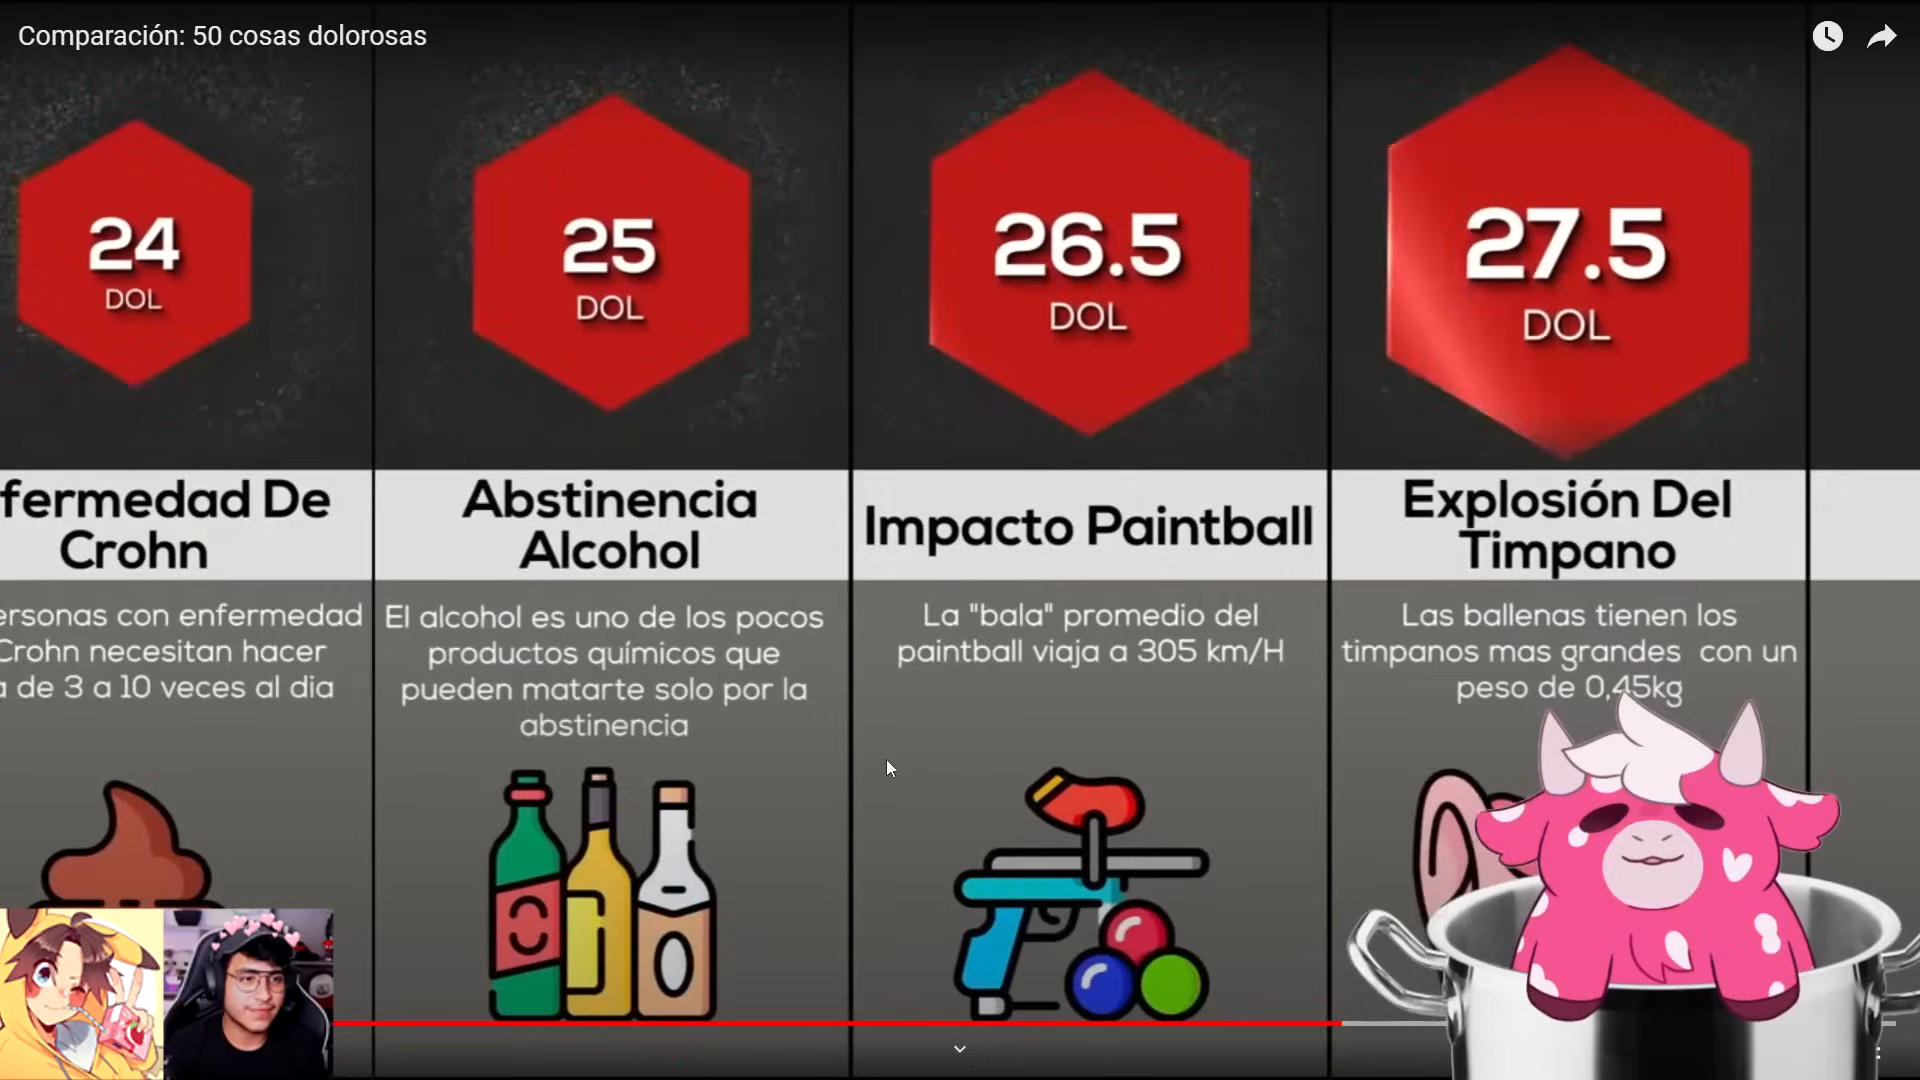 Comparación: 50 cosas dolorosas
24
DOL
fermedad De
Crohn
ersonas con enfermedad
Crohn necesitan hacer
a de 3 a 10 veces al dia
25
DOL
Abstinencia
Alcohol
El alcohol es uno de los pocos
productos químicos que
pueden matarte solo por la
abstinencia
26.5
DOL
Impacto Paintball
La "bala" promedio del
paintball viaja a 305 km/H
27.5
DOL
Explosión Del
Timpano
Las ballenas tienen los
timpanos mas grandes con un
peso de 0,45kg